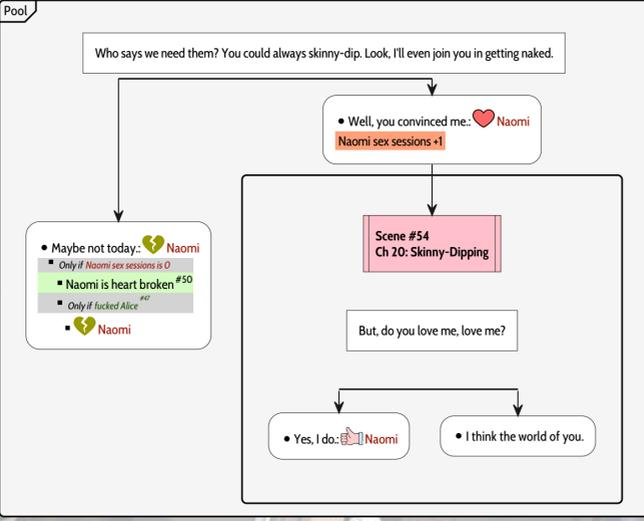 Pool
Who says we need them? You could always skinny-dip. Look, I'll even join you in getting naked.
• Well, you convinced me.: Naomi
Naomi sex sessions +1
Scene #54
Ch 20: Skinny-Dipping
• Maybe not today.: Naomi
▪ Only if Naomi sex sessions is 0
▪ Naomi is heart broken #50
▪ Only if fucked Alice #47
▪ Naomi
But, do you love me, love me?
• Yes, I do.: Naomi
• I think the world of you.